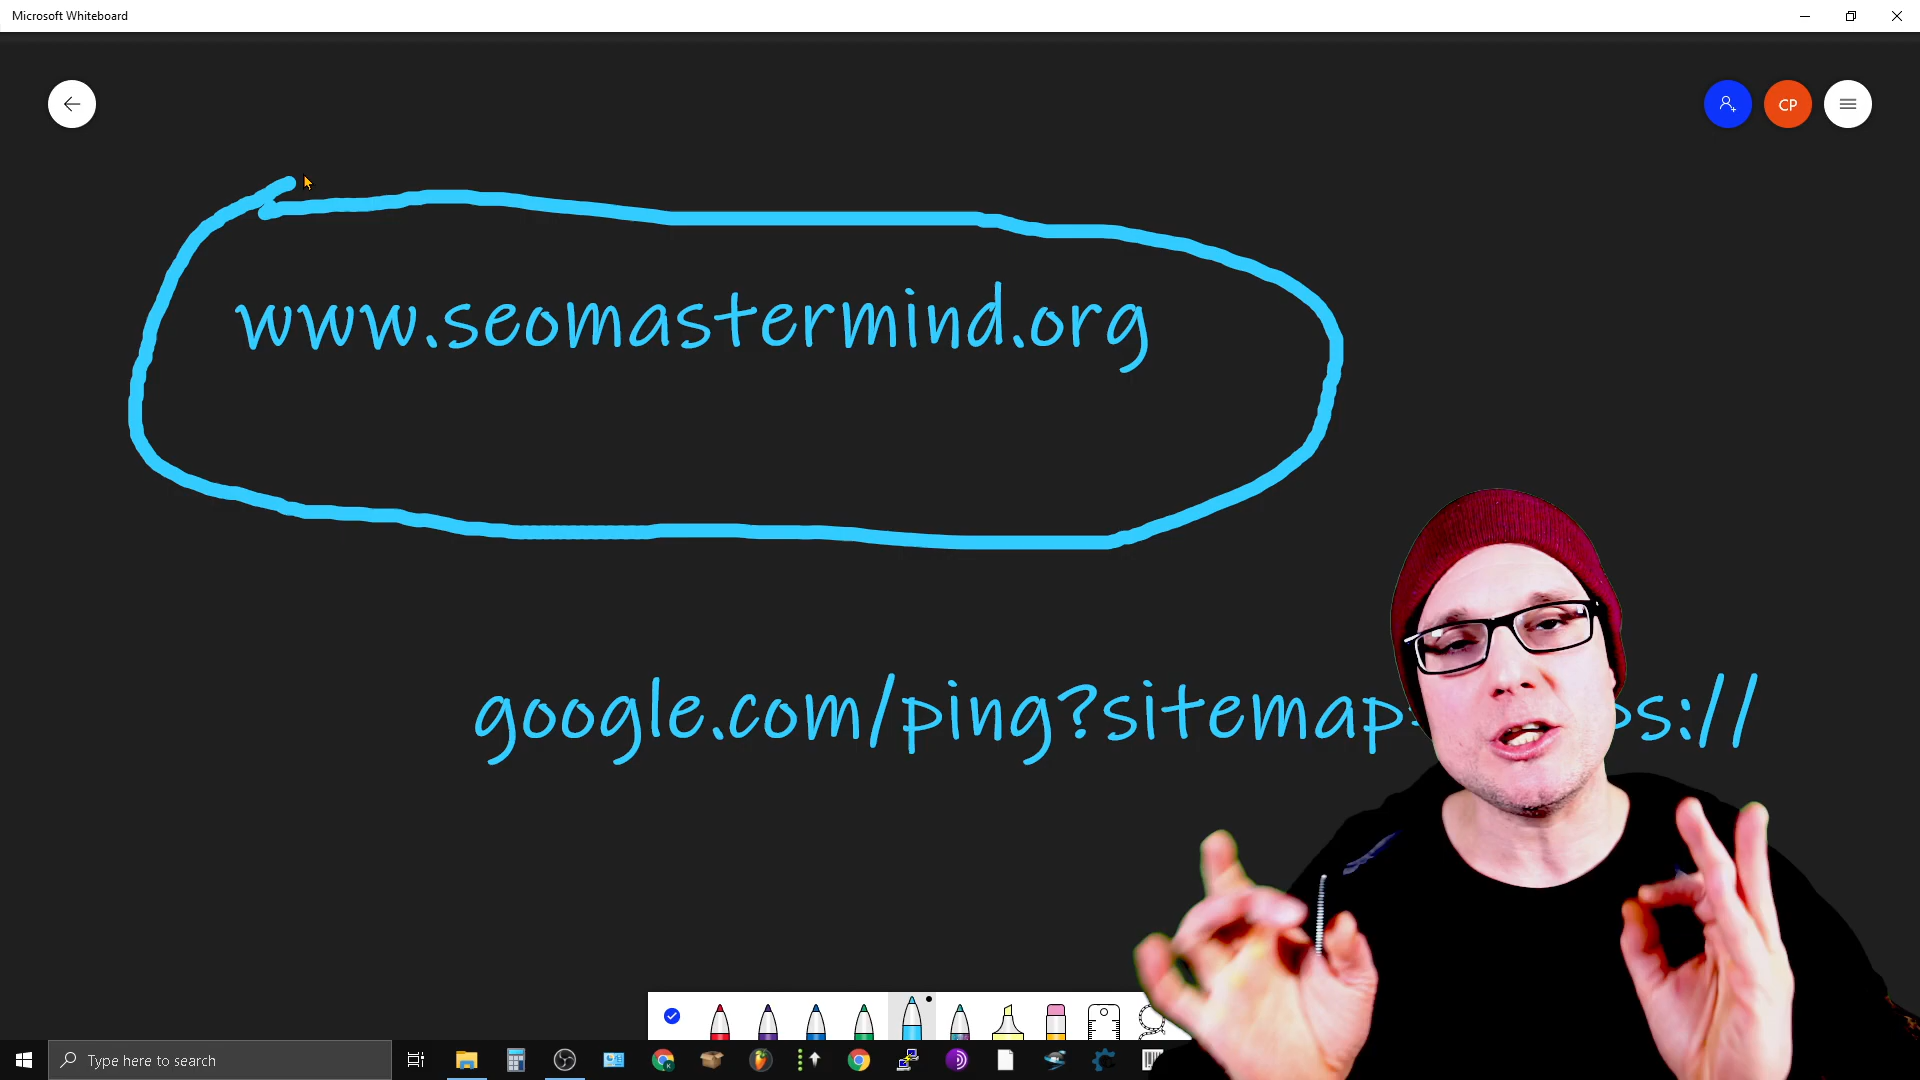 Microsoft Whiteboard
CP
www.seomastermind.org
google.com/ping?sitemap
s://
Type here to search